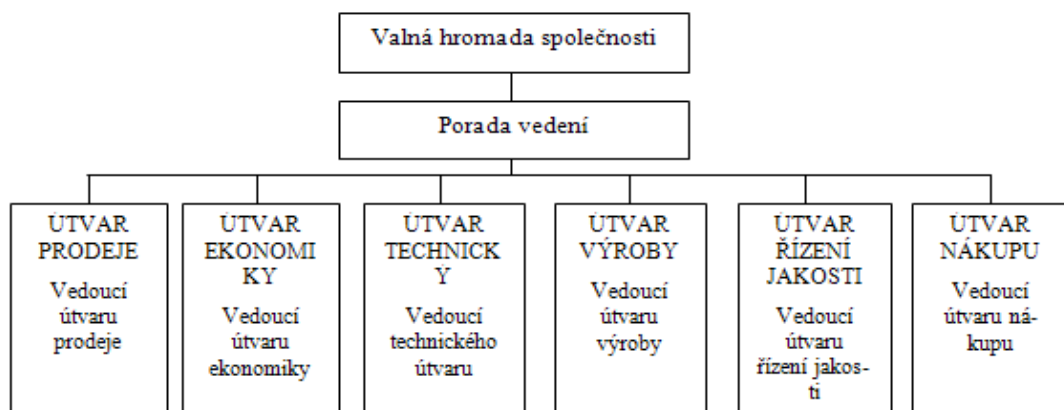 Valná hromada společnosti
Porada vedení
ÚTVAR
PRODEJE
Vedoucí
útvaru
prodeje
ÚTVAR
EKONOMI
KY
Vedoucí
útvaru
ekonomiky
ÚTVAR
TECHNICK
Ý
Vedoucí
technického
útvaru
ÚTVAR
VÝROBY
Vedoucí
útvaru
výroby
ÚTVAR
ŘÍZENÍ
JAKOSTI
Vedoucí
útvaru
řízení jakos-
ti
ÚTVAR
NÁKUPU
Vedoucí
útvaru ná-
kupu